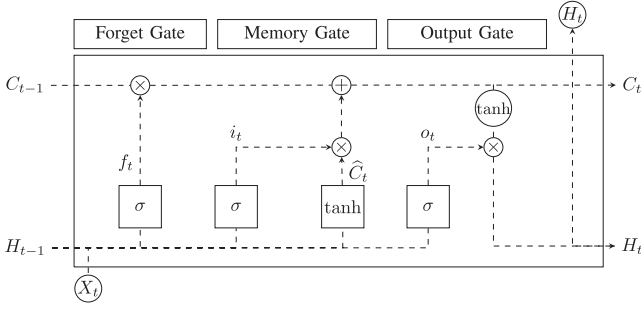 H_t
Forget Gate Memory Gate Output Gate
C_{t−1} × + C_t
tanh
i_t o_t
× ×
f_t Ĉ_t
σ σ tanh σ
H_{t−1} H_t
X_t